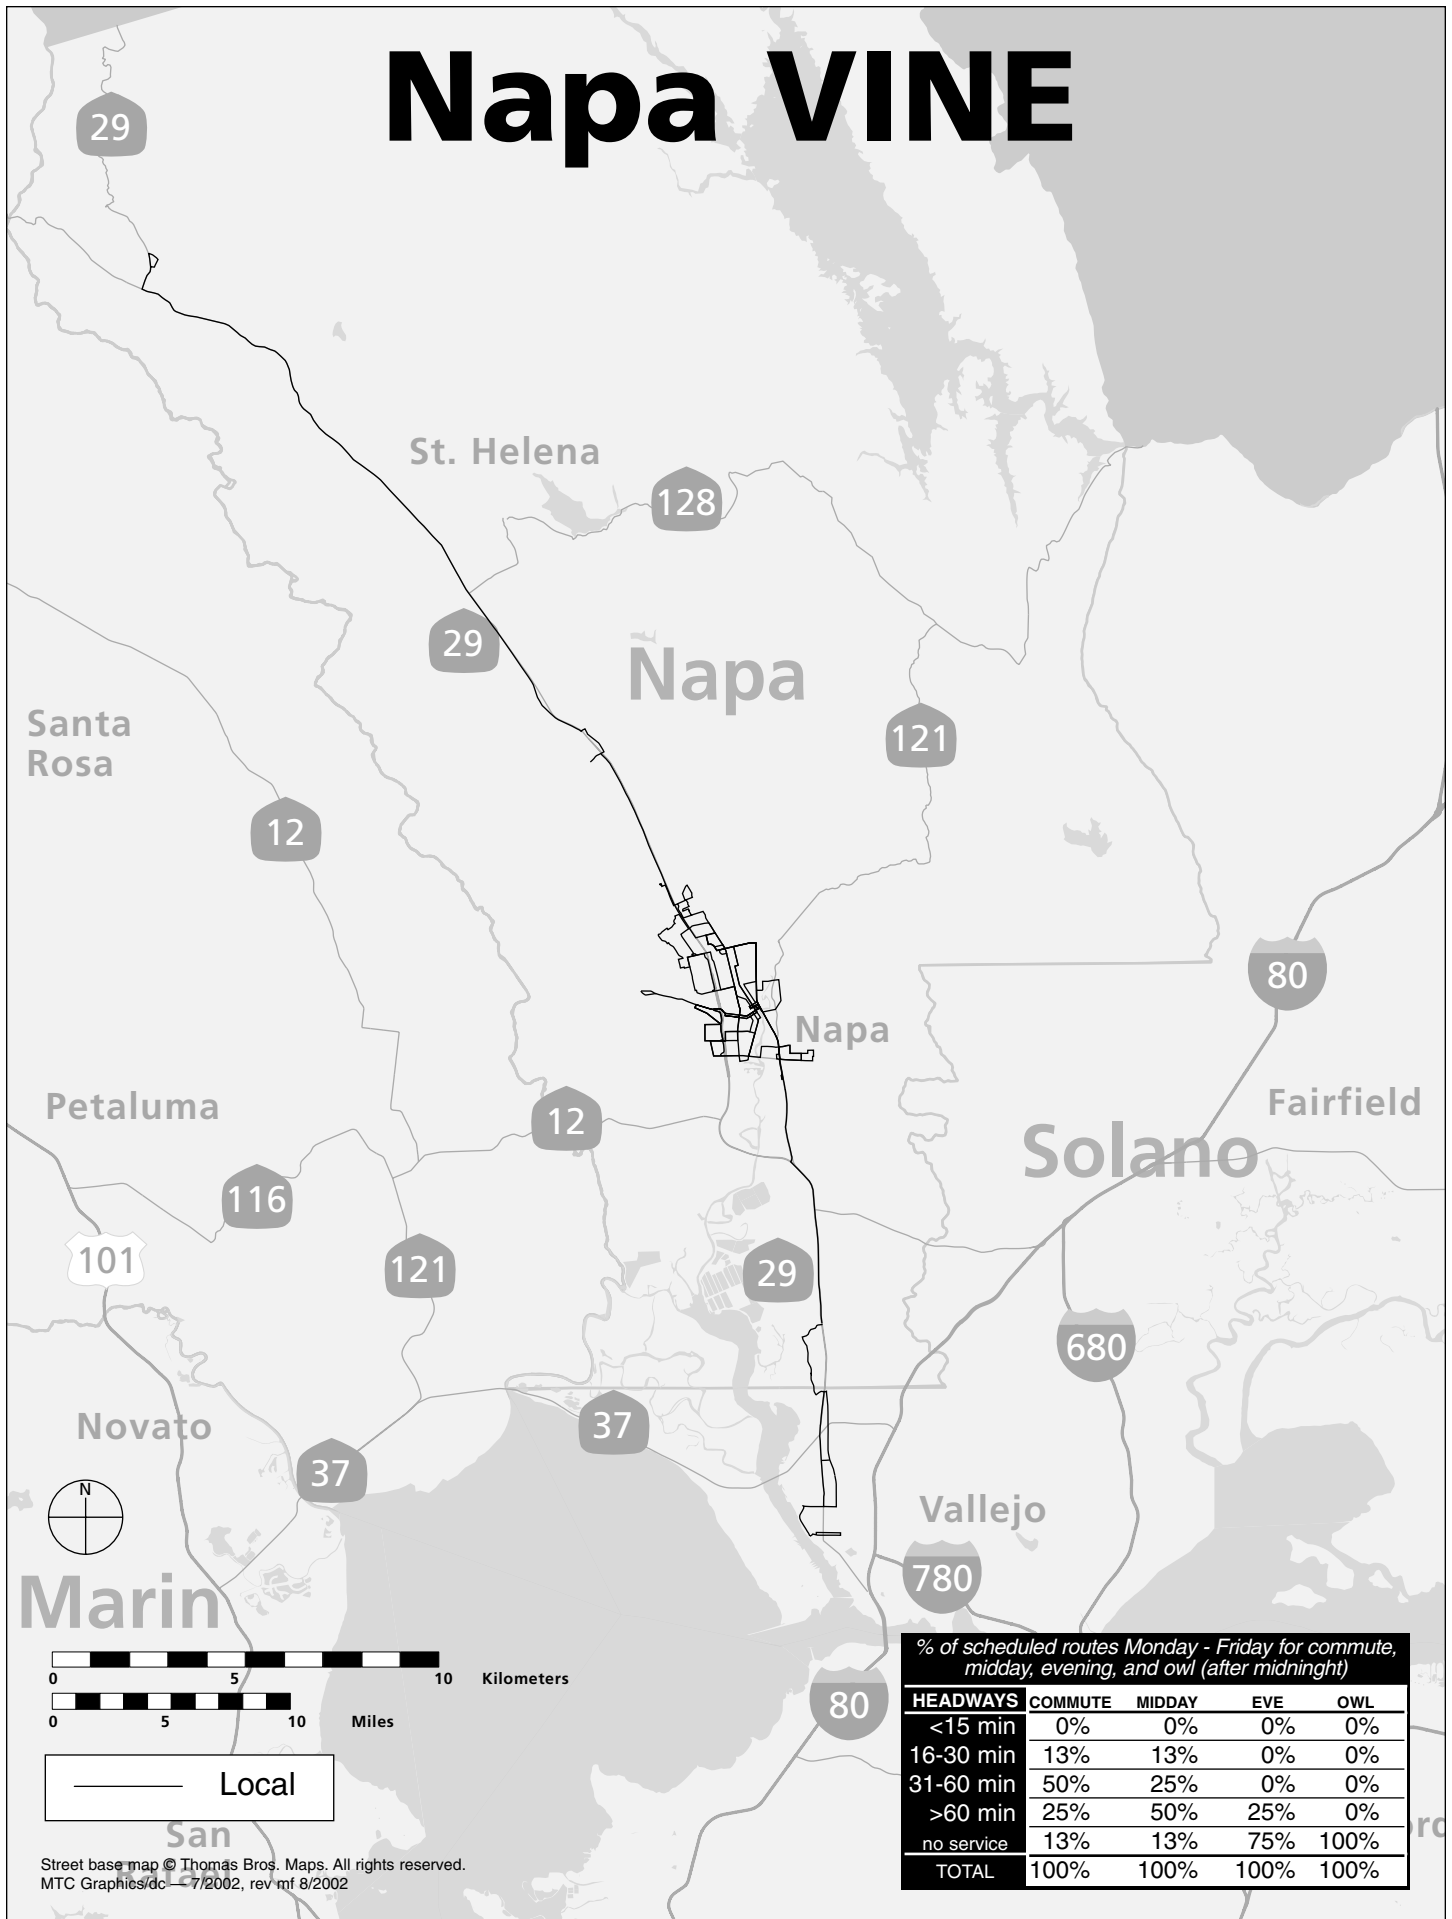 Napa VINE
29
St. Helena
128
29
Napa
Santa
Rosa
121
12
80
Napa
Petaluma
12
Fairfield
Solano
116
101
121
29
680
Novato
37
37
N
Vallejo
Marin
780
0 5 10 Kilometers
0 5 10 Miles
80
Local
San
Rafael
Street base map © Thomas Bros. Maps. All rights reserved.
MTC Graphics/dc — 7/2002, rev mf 8/2002
% of scheduled routes Monday - Friday for commute,
midday, evening, and owl (after midninght)
HEADWAYS COMMUTE MIDDAY EVE OWL
<15 min 0% 0% 0% 0%
16-30 min 13% 13% 0% 0%
31-60 min 50% 25% 0% 0%
>60 min 25% 50% 25% 0%
no service 13% 13% 75% 100%
TOTAL 100% 100% 100% 100%